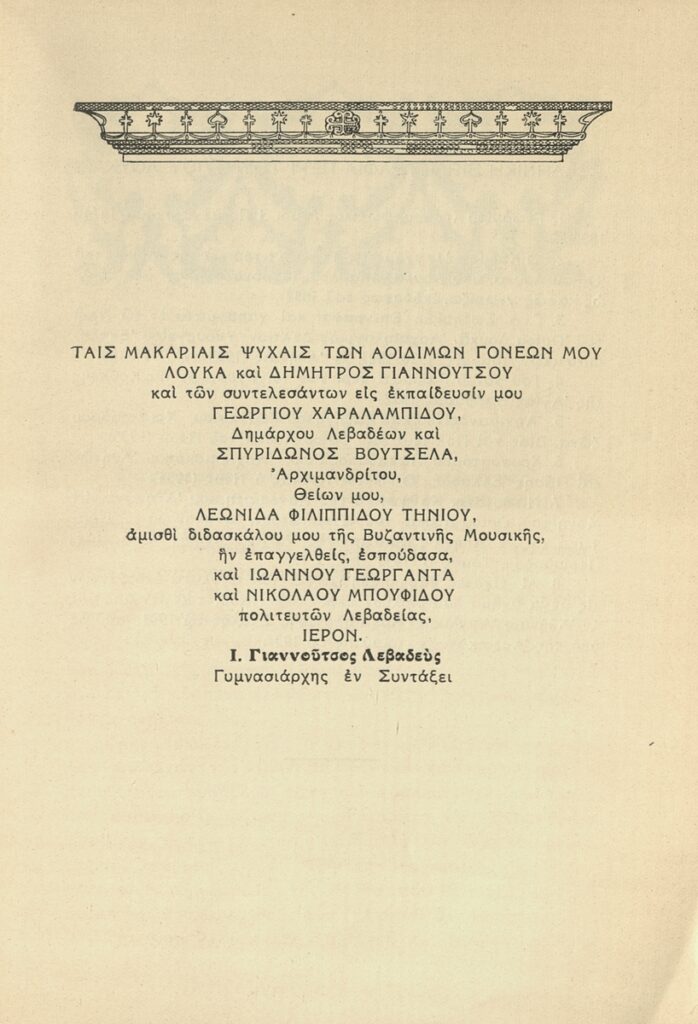 ΤΑΙΣ ΜΑΚΑΡΙΑΙΣ ΨΥΧΑΙΣ ΤΩΝ ΑΟΙΔΙΜΩΝ ΓΟΝΕΩΝ ΜΟΥ
ΛΟΥΚΑ καὶ ΔΗΜΗΤΡΟΣ ΓΙΑΝΝΟΥΤΣΟΥ
καὶ τῶν συντελεσάντων εἰς ἐκπαίδευσίν μου
ΓΕΩΡΓΙΟΥ ΧΑΡΑΛΑΜΠΙΔΟΥ,
Δημάρχου Λεβαδέων καὶ
ΣΠΥΡΙΔΩΝΟΣ ΒΟΥΤΣΕΛΑ,
Ἀρχιμανδρίτου,
Θείων μου,
ΛΕΩΝΙΔΑ ΦΙΛΙΠΠΙΔΟΥ ΤΗΝΙΟΥ,
ἀμισθὶ διδασκάλου μου τῆς Βυζαντινῆς Μουσικῆς,
ἣν ἐπαγγελθείς, ἐσπούδασα,
καὶ ΙΩΑΝΝΟΥ ΓΕΩΡΓΑΝΤΑ
καὶ ΝΙΚΟΛΑΟΥ ΜΠΟΥΦΙΔΟΥ
πολιτευτῶν Λεβαδείας,
ΙΕΡΟΝ.
Ι. Γιαννοῦτσος Λεβαδεὺς
Γυμνασιάρχης ἐν Συντάξει